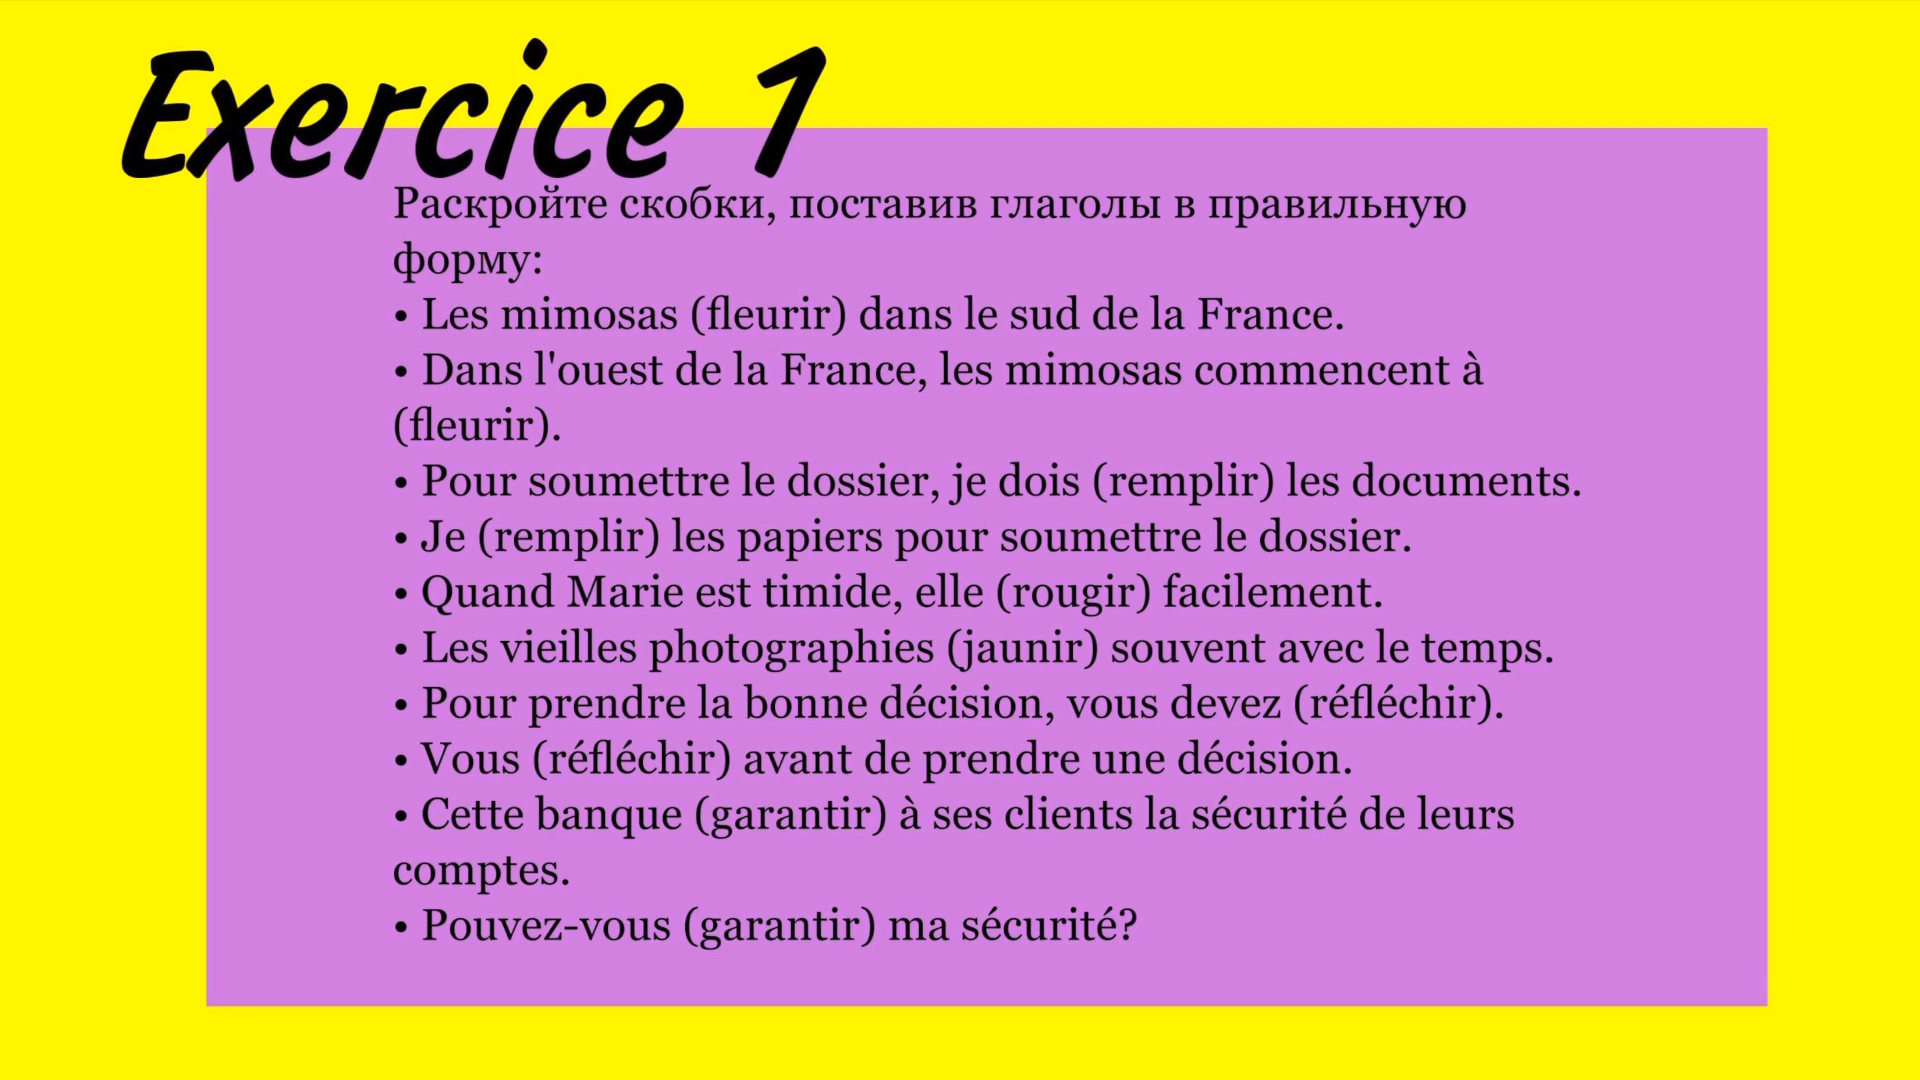 Exercice 1
Раскройте скобки, поставив глаголы в правильную
форму:
• Les mimosas (fleurir) dans le sud de la France.
• Dans l'ouest de la France, les mimosas commencent à
(fleurir).
• Pour soumettre le dossier, je dois (remplir) les documents.
• Je (remplir) les papiers pour soumettre le dossier.
• Quand Marie est timide, elle (rougir) facilement.
• Les vieilles photographies (jaunir) souvent avec le temps.
• Pour prendre la bonne décision, vous devez (réfléchir).
• Vous (réfléchir) avant de prendre une décision.
• Cette banque (garantir) à ses clients la sécurité de leurs
comptes.
• Pouvez-vous (garantir) ma sécurité?